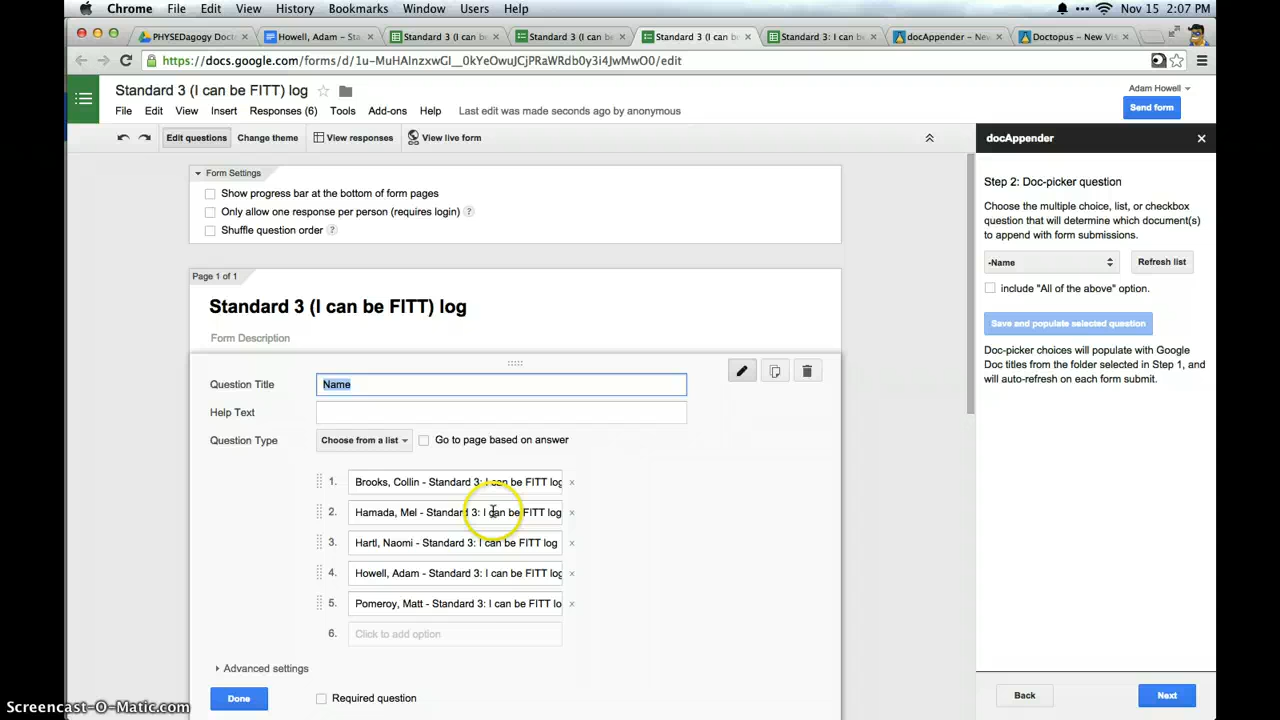 Chrome File Edit View History Bookmarks Window Users Help Nov 15 2:07 PM
PHYSEDagogy Doct
Howell, Adam – Sta
Standard 3 (I can b
Standard 3 (I can be
Standard 3 (I can be
Standard 3: I can be
docAppender – New
Doctopus – New Vis
Standard 3 (I can be FITT) log
Adam Howell
File Edit View Insert Responses (6) Tools Add-ons Help Last edit was made seconds ago by anonymous
Send form
Edit questions Change theme View responses View live form
docAppender
Form Settings
Show progress bar at the bottom of form pages
Only allow one response per person (requires login) ?
Shuffle question order ?
Step 2: Doc-picker question
Choose the multiple choice, list, or checkbox
question that will determine which document(s)
to append with form submissions.
-Name Refresh list
include "All of the above" option.
Save and populate selected question
Doc-picker choices will populate with Google
Doc titles from the folder selected in Step 1, and
will auto-refresh on each form submit.
Page 1 of 1
Standard 3 (I can be FITT) log
Form Description
Question Title Name
Help Text
Question Type Choose from a list Go to page based on answer
1. Brooks, Collin - Standard 3: I can be FITT log
2. Hamada, Mel - Standard 3: I can be FITT log
3. Hartl, Naomi - Standard 3: I can be FITT log
4. Howell, Adam - Standard 3: I can be FITT log
5. Pomeroy, Matt - Standard 3: I can be FITT lo
6. Click to add option
Advanced settings
Done Required question
Back Next
Screencast-O-Matic.com